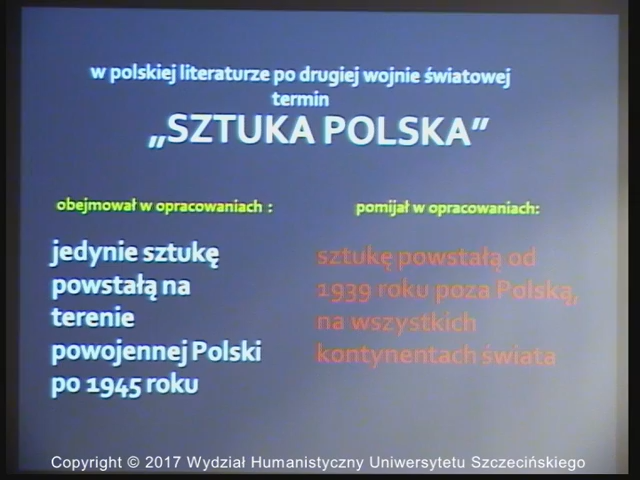 w polskiej literaturze po drugiej wojnie światowej
termin
„SZTUKA POLSKA”
obejmował w opracowaniach :
jedynie sztukę
powstałą na
terenie
powojennej Polski
po 1945 roku
pomijał w opracowaniach:
sztukę powstałą od
1939 roku poza Polską,
na wszystkich
kontynentach świata
Copyright © 2017 Wydział Humanistyczny Uniwersytetu Szczecińskiego